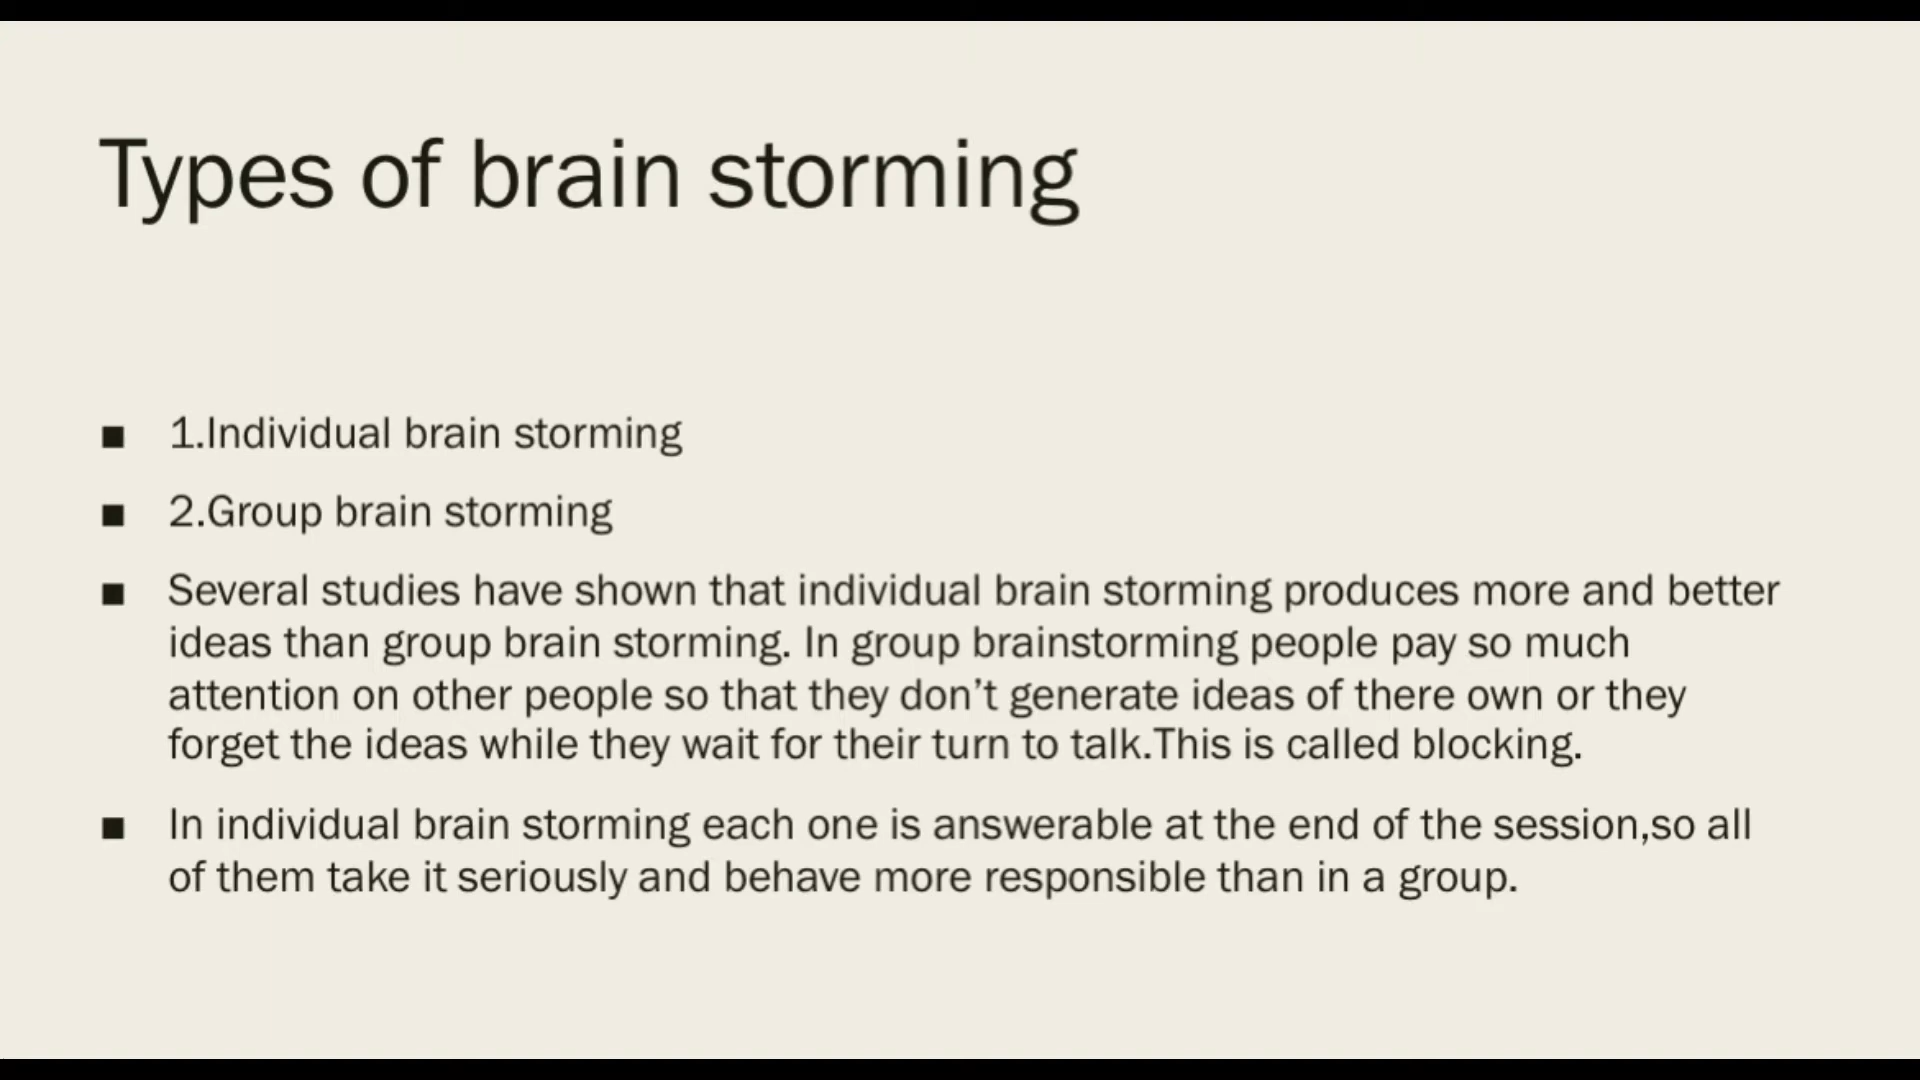 Types of brain storming
■ 1.Individual brain storming
■ 2.Group brain storming
■ Several studies have shown that individual brain storming produces more and better
ideas than group brain storming. In group brainstorming people pay so much
attention on other people so that they don’t generate ideas of there own or they
forget the ideas while they wait for their turn to talk.This is called blocking.
■ In individual brain storming each one is answerable at the end of the session,so all
of them take it seriously and behave more responsible than in a group.